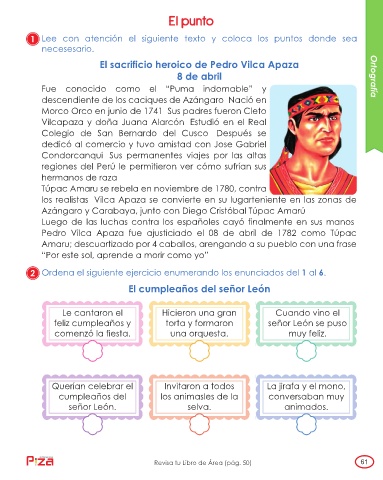 El punto
1 Lee con atención el siguiente texto y coloca los puntos donde sea
necesesario.
El sacrificio heroico de Pedro Vilca Apaza
8 de abril
Fue conocido como el “Puma indomable” y
descendiente de los caciques de Azángaro Nació en
Morco Orco en junio de 1741 Sus padres fueron Cleto
Vilcapaza y doña Juana Alarcón Estudió en el Real
Colegio de San Bernardo del Cusco Después se
dedicó al comercio y tuvo amistad con Jose Gabriel
Condorcanqui Sus permanentes viajes por las altas
regiones del Perú le permitieron ver cómo sufrían sus
hermanos de raza
Túpac Amaru se rebela en noviembre de 1780, contra
los realistas Vilca Apaza se convierte en su lugarteniente en las zonas de
Azángaro y Carabaya, junto con Diego Cristóbal Túpac Amarú
Luego de las luchas contra los españoles cayó finalmente en sus manos
Pedro Vilca Apaza fue ajusticiado el 08 de abril de 1782 como Túpac
Amaru; descuartizado por 4 caballos, arengando a su pueblo con una frase
“Por este sol, aprende a morir como yo”
Ortografía
2 Ordena el siguiente ejercicio enumerando los enunciados del 1 al 6.
El cumpleaños del señor León
Le cantaron el
feliz cumpleaños y
comenzó la fiesta.
Hicieron una gran
torta y formaron
una orquesta.
Cuando vino el
señor León se puso
muy feliz.
Querían celebrar el
cumpleaños del
señor León.
Invitaron a todos
los animasles de la
selva.
La jirafa y el mono,
conversaban muy
animados.
Revisa tu Libro de Área (pág. 50)
61